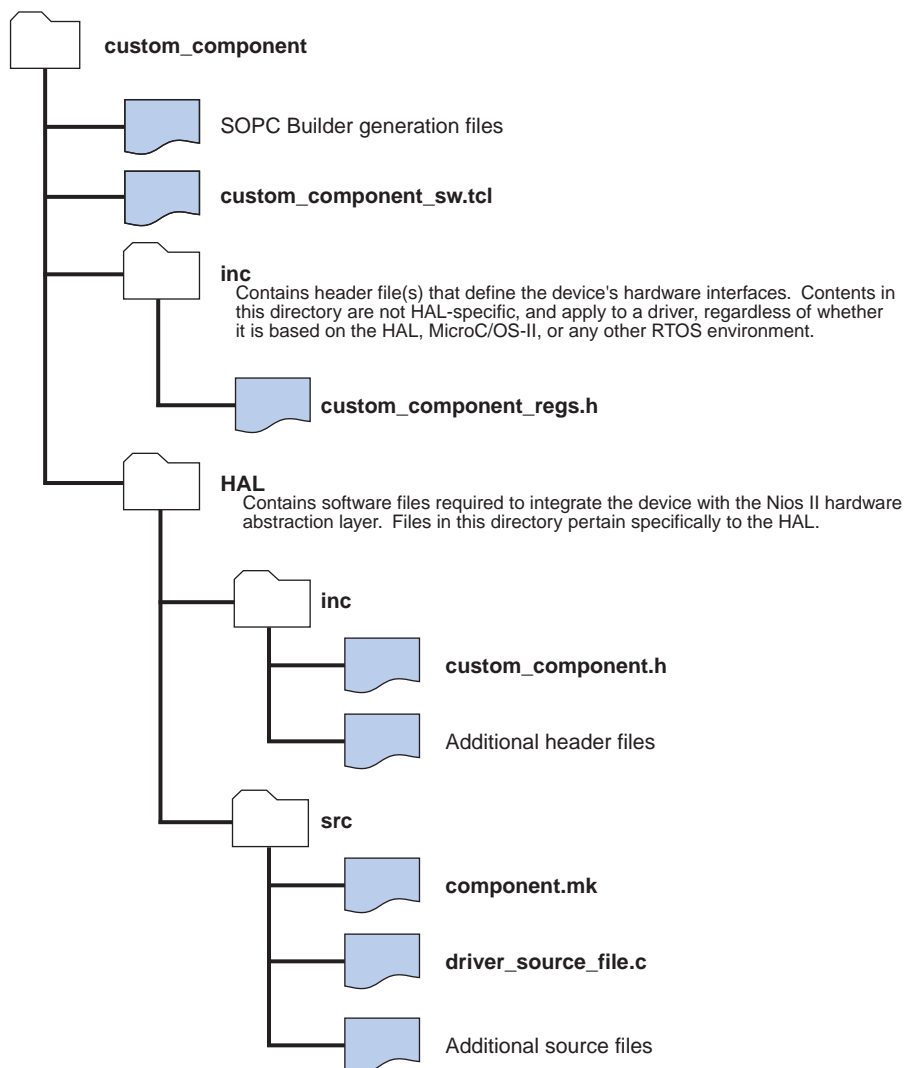 custom_component
SOPC Builder generation files
custom_component_sw.tcl
inc
Contains header file(s) that define the device's hardware interfaces.  Contents in
this directory are not HAL-specific, and apply to a driver, regardless of whether
it is based on the HAL, MicroC/OS-II, or any other RTOS environment.
custom_component_regs.h
HAL
Contains software files required to integrate the device with the Nios II hardware
abstraction layer.  Files in this directory pertain specifically to the HAL.
inc
custom_component.h
Additional header files
src
component.mk
driver_source_file.c
Additional source files